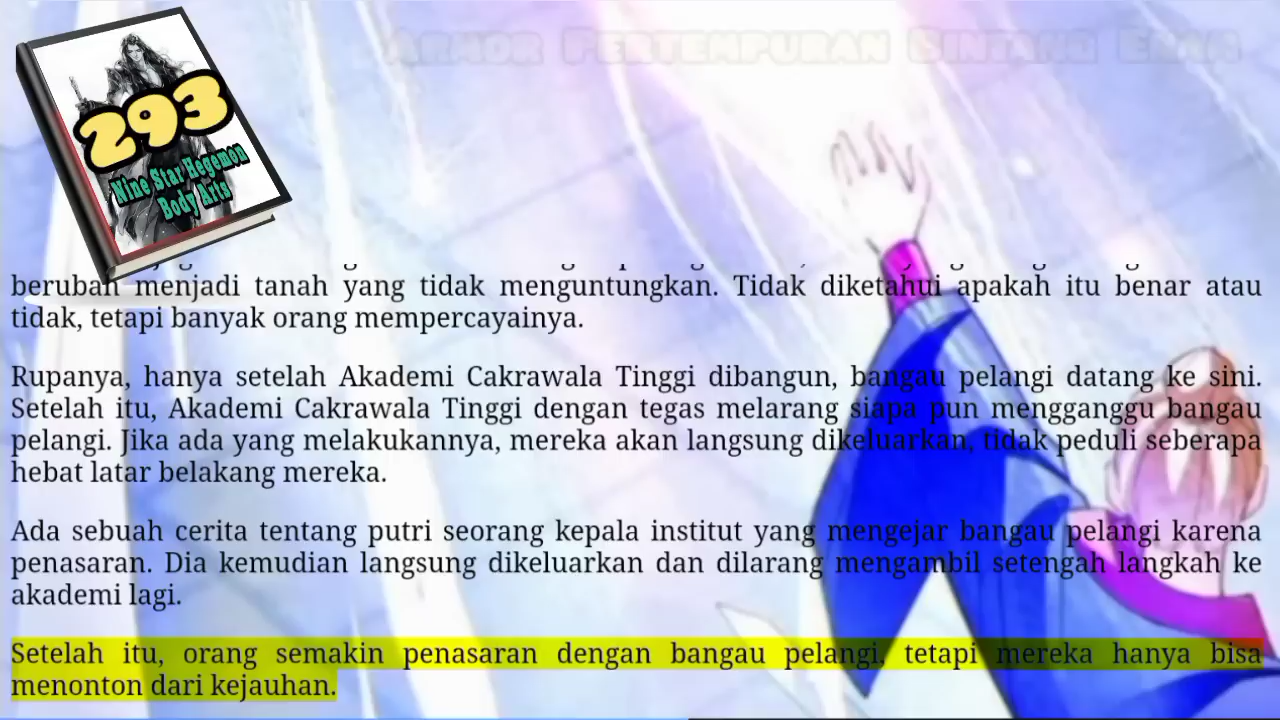 Armor Pertempuran Bintang Enam
293
Nine Star Hegemon
Body Arts
berubah menjadi tanah yang tidak menguntungkan. Tidak diketahui apakah itu benar atau
tidak, tetapi banyak orang mempercayainya.
Rupanya, hanya setelah Akademi Cakrawala Tinggi dibangun, bangau pelangi datang ke sini.
Setelah itu, Akademi Cakrawala Tinggi dengan tegas melarang siapa pun mengganggu bangau
pelangi. Jika ada yang melakukannya, mereka akan langsung dikeluarkan, tidak peduli seberapa
hebat latar belakang mereka.
Ada sebuah cerita tentang putri seorang kepala institut yang mengejar bangau pelangi karena
penasaran. Dia kemudian langsung dikeluarkan dan dilarang mengambil setengah langkah ke
akademi lagi.
Setelah itu, orang semakin penasaran dengan bangau pelangi, tetapi mereka hanya bisa
menonton dari kejauhan.